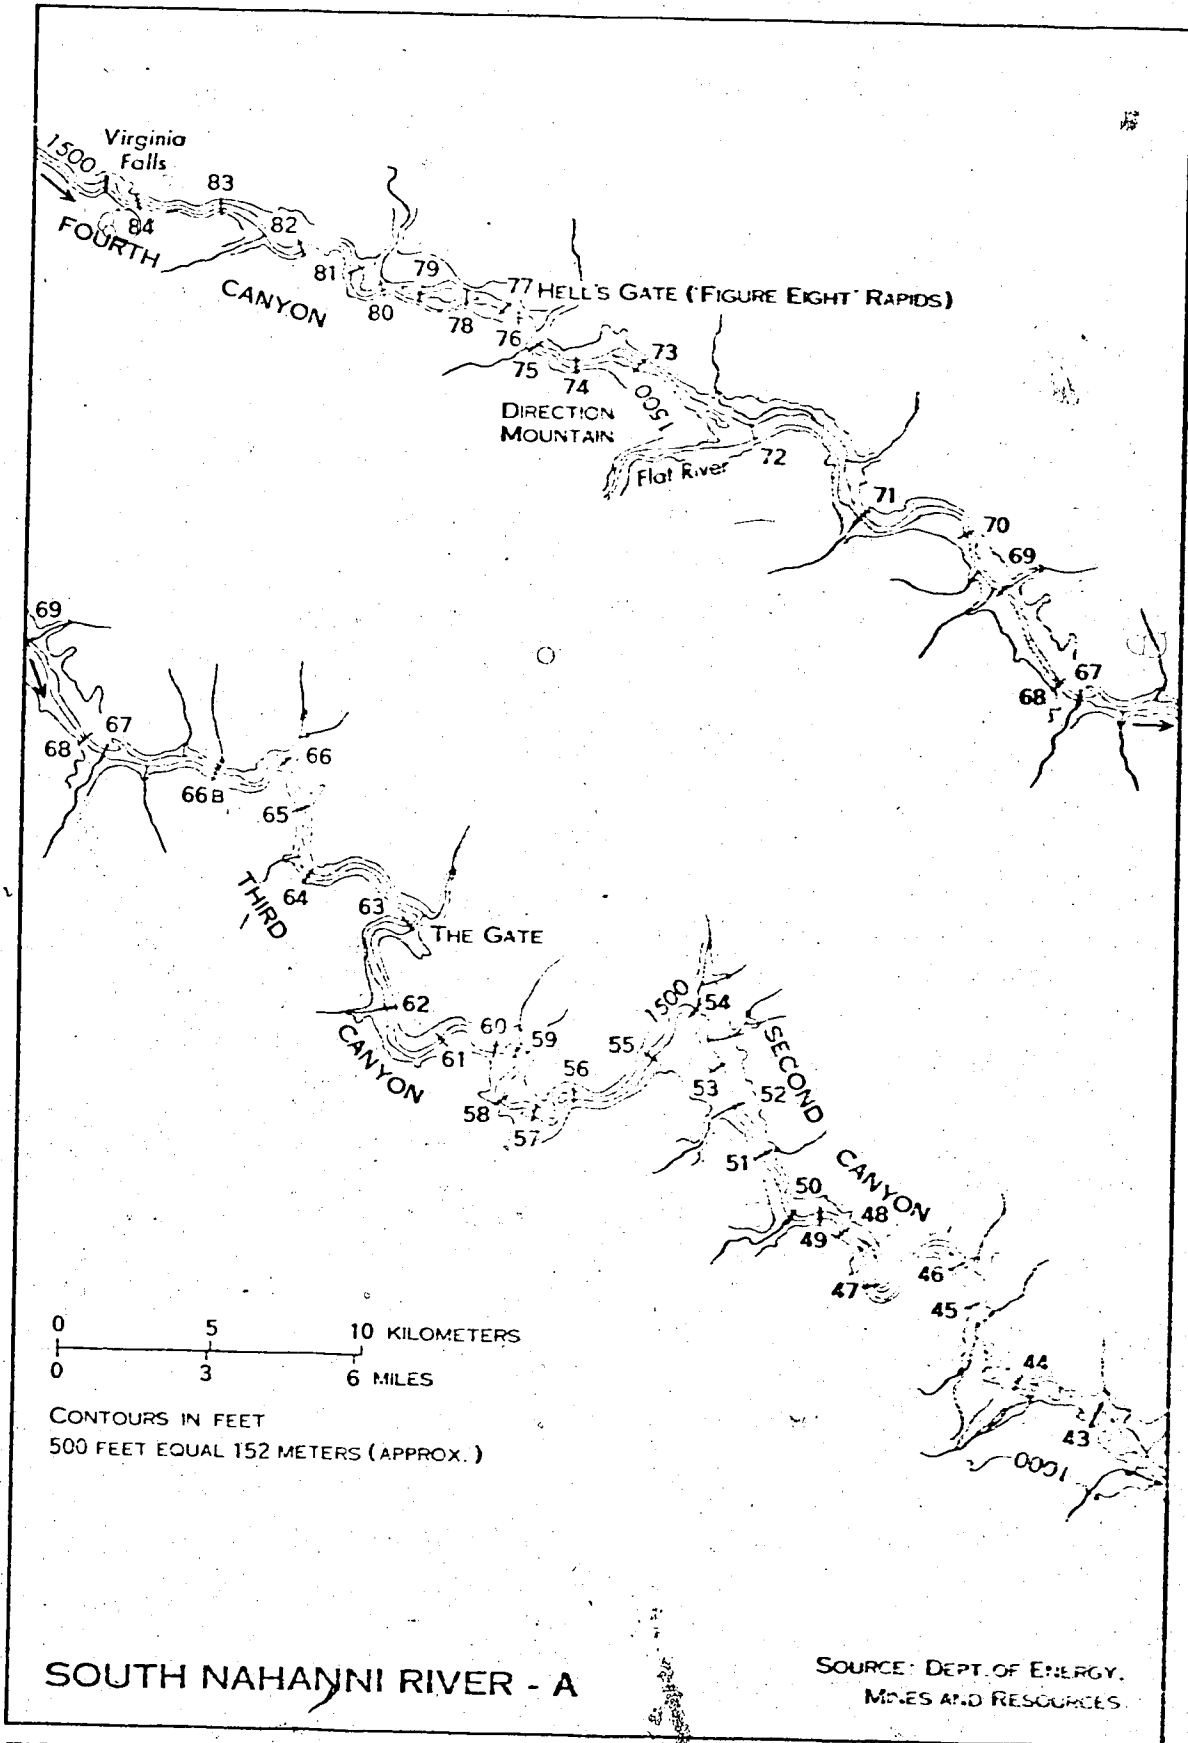 1500
Virginia
Falls
84
83
82
FOURTH
CANYON
81
80
79
78
77
HELL'S GATE ("FIGURE EIGHT" RAPIDS)
76
75
74
73
1500
DIRECTION
MOUNTAIN
Flat River
72
71
70
69
68
67
69
68
67
66B
66
65
64
THIRD
63
THE GATE
62
CANYON
61
60
59
58
57
56
55
1500
54
SECOND
53
52
51
CANYON
50
49
48
47
46
45
44
43
1000
0 5 10 KILOMETERS
0 3 6 MILES
CONTOURS IN FEET
500 FEET EQUAL 152 METERS (APPROX.)
SOUTH NAHANNI RIVER - A
SOURCE: DEPT. OF ENERGY,
MINES AND RESOURCES